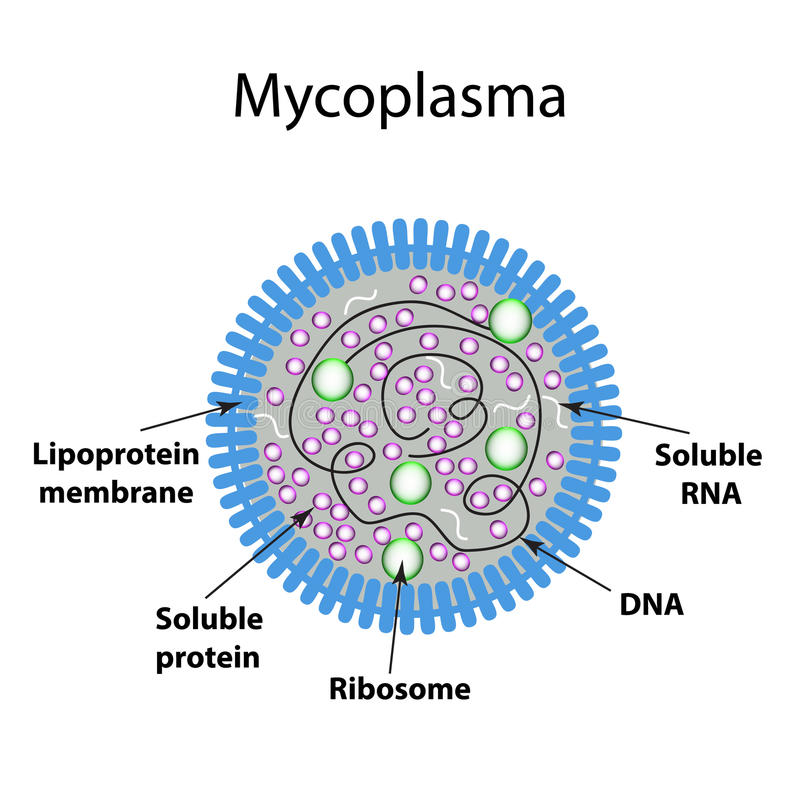 Mycoplasma
Lipoprotein
membrane
Soluble
RNA
Soluble
protein
DNA
Ribosome